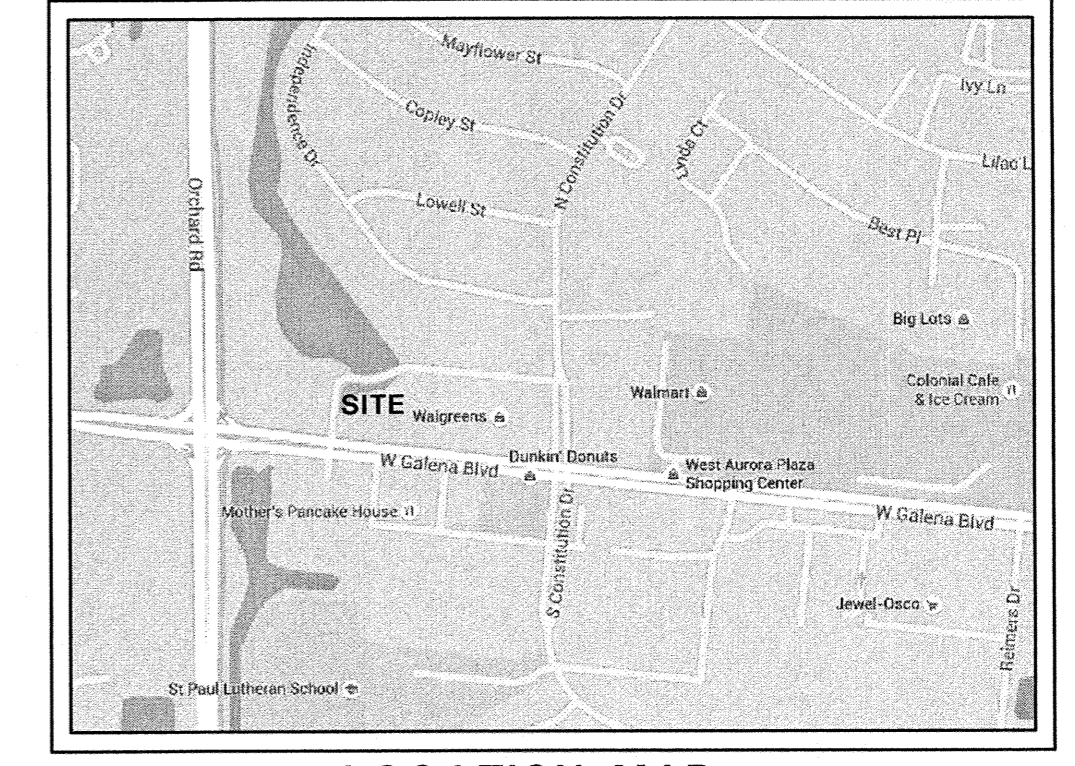 Mayflower St
Independence Dr
Copley St
N Constitution Dr
Lynda Ct
Ivy Ln
Lilac L
Orchard Rd
Lowell St
Best Pl
Big Lots
Colonial Cafe
& Ice Cream
Walmart
SITE
Walgreens
Dunkin' Donuts
W Galena Blvd
West Aurora Plaza
Shopping Center
Mother's Pancake House
W Galena Blvd
S Constitution Dr
Jewel-Osco
Reimers Dr
St Paul Lutheran School
LOCATION MAP